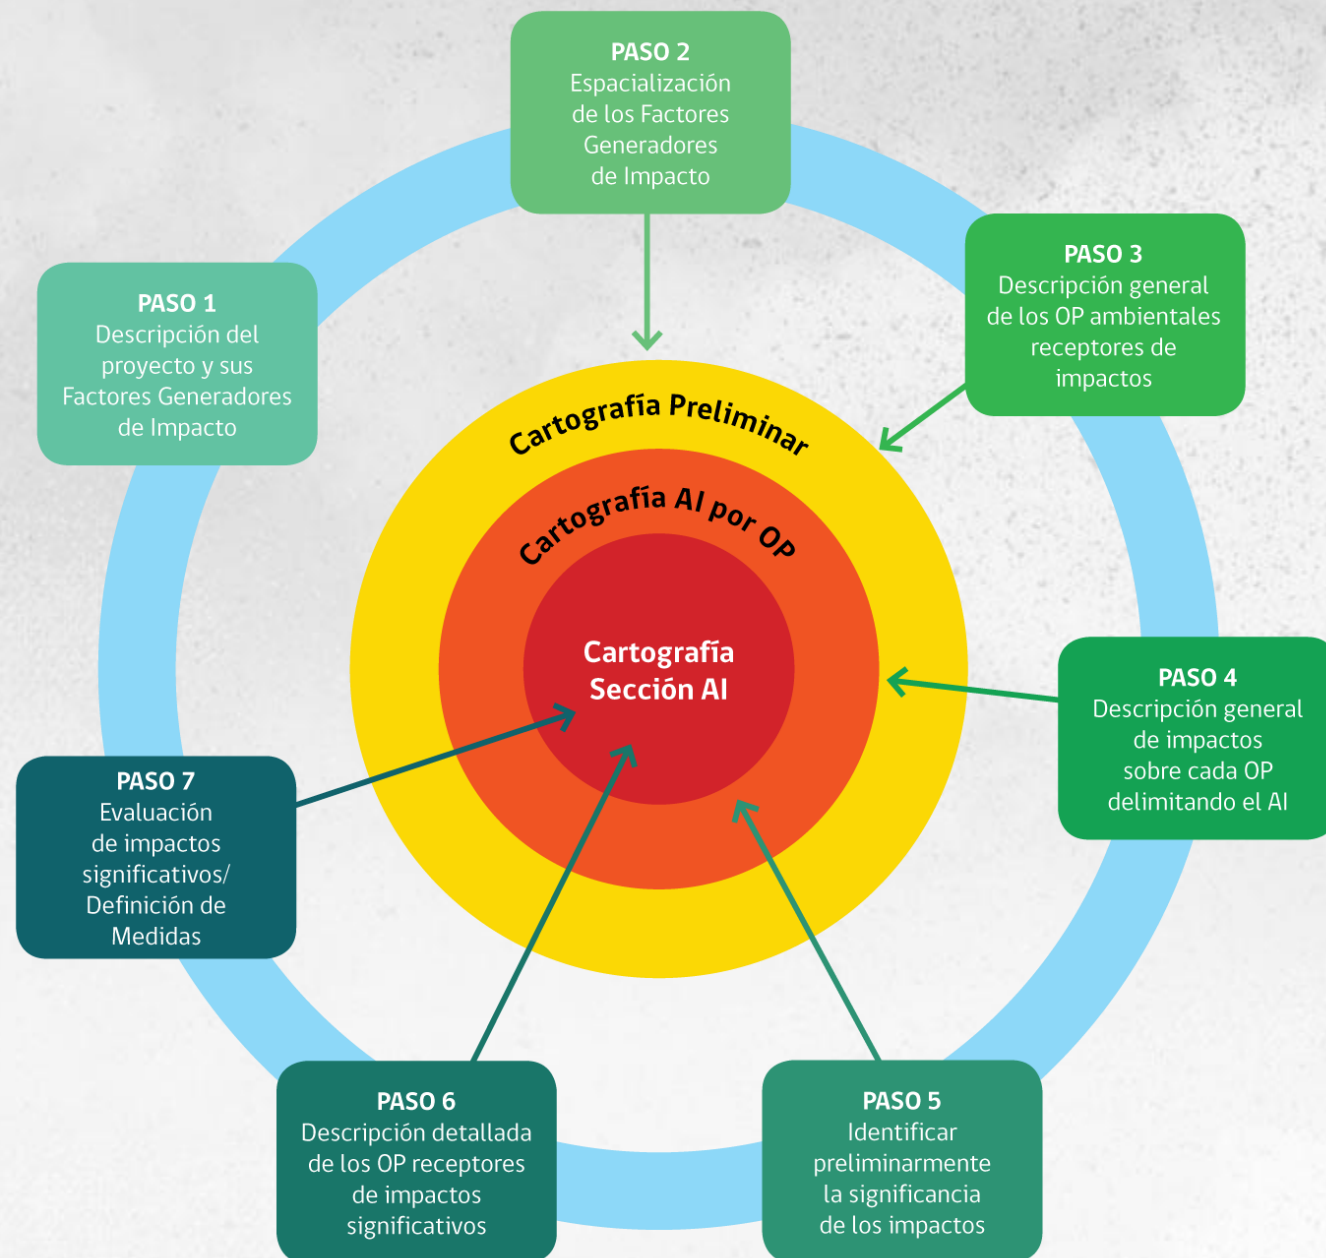 PASO 1
Descripción del
proyecto y sus
Factores Generadores
de Impacto
PASO 2
Espacialización
de los Factores
Generadores
de Impacto
PASO 3
Descripción general
de los OP ambientales
receptores de
impactos
PASO 4
Descripción general
de impactos
sobre cada OP
delimitando el AI
PASO 5
Identificar
preliminarmente
la significancia
de los impactos
PASO 6
Descripción detallada
de los OP receptores
de impactos
significativos
PASO 7
Evaluación
de impactos
significativos/
Definición de
Medidas
Cartografía Preliminar
Cartografía AI por OP
Cartografía
Sección AI